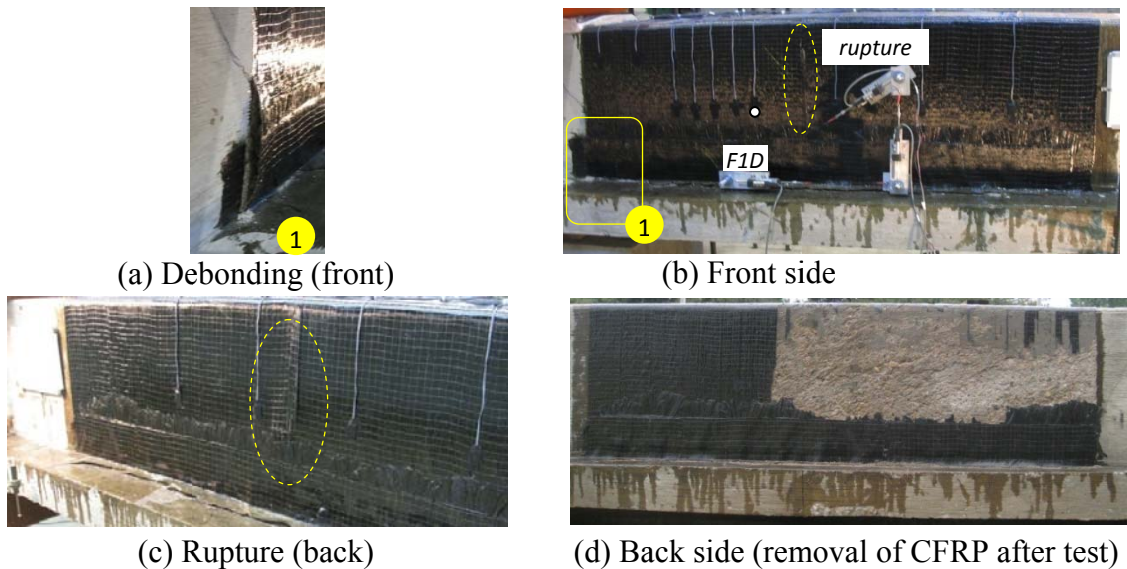 1
(a) Debonding (front)
rupture
F1D
1
(b) Front side
(c) Rupture (back)
(d) Back side (removal of CFRP after test)